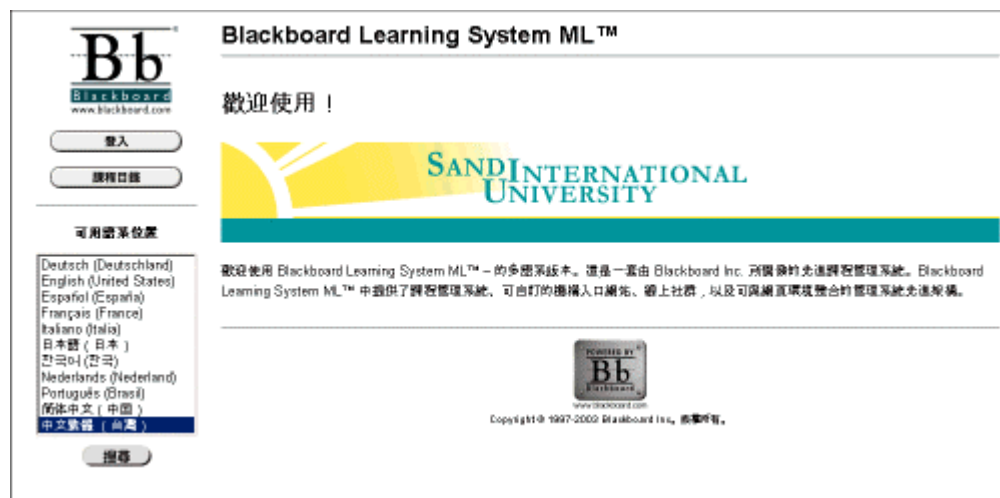 Bb
Blackboard
www.blackboard.com
登入
課程目錄
可用語系位置
Deutsch (Deutschland)
English (United States)
Español (España)
Français (France)
Italiano (Italia)
日本語 ( 日本 )
한국어 (한국)
Nederlands (Nederland)
Português (Brasil)
简体中文 ( 中国 )
中文繁體 ( 台灣 )
搜尋
Blackboard Learning System ML™
歡迎使用 !
SANDINTERNATIONAL
UNIVERSITY
歡迎使用 Blackboard Learning System ML™ – 的多語系版本。這是一套由 Blackboard Inc. 所開發的先進課程管理系統。Blackboard
Learning System ML™ 中提供了課程管理系統、可自訂的機構入口網站、線上社群 , 以及可與網頁環境整合的管理系統先進架構。
POWERED BY
Bb
Blackboard
www.blackboard.com
Copyright © 1997-2003 Blackboard Inc。版權所有。